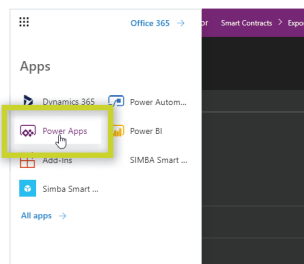 Office 365 →
or Smart Contracts > Expo
Apps
Dynamics 365
Power Autom...
Power Apps
Power BI
Add-Ins
SIMBA Smart ...
Simba Smart ...
All apps →